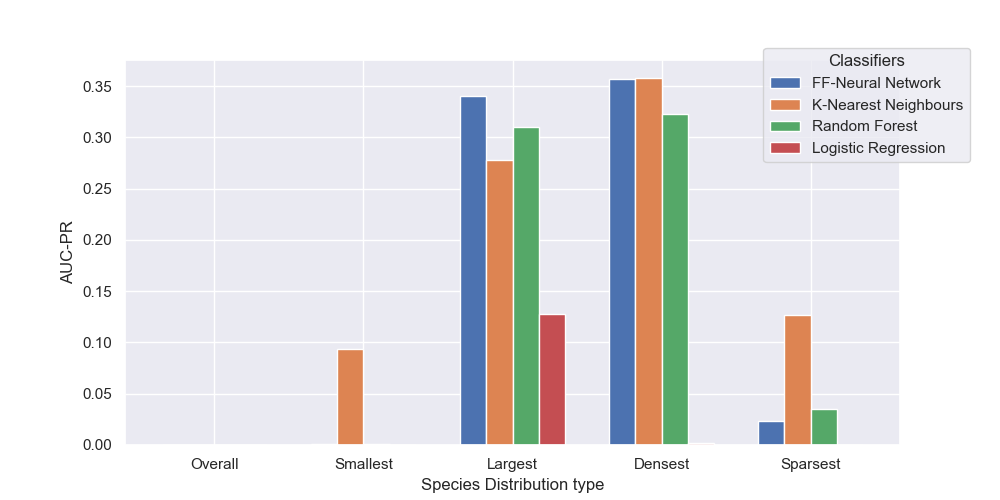 Classifiers
FF-Neural Network
K-Nearest Neighbours
Random Forest
Logistic Regression
AUC-PR
0.35
0.30
0.25
0.20
0.15
0.10
0.05
0.00
Overall Smallest Largest Densest Sparsest
Species Distribution type